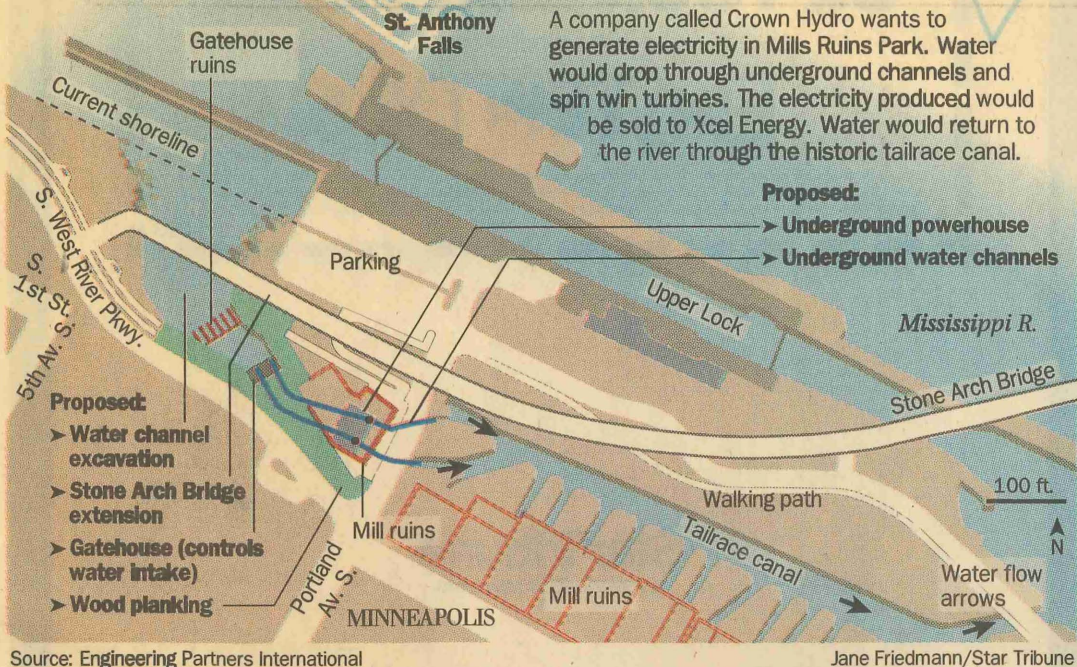 St. Anthony
Falls
A company called Crown Hydro wants to
generate electricity in Mills Ruins Park. Water
would drop through underground channels and
spin twin turbines. The electricity produced would
be sold to Xcel Energy. Water would return to
the river through the historic tailrace canal.
Gatehouse
ruins
Current shoreline
Proposed:
➤ Underground powerhouse
➤ Underground water channels
Parking
Upper Lock
Mississippi R.
S. West River Pkwy.
S.
1st St.
5th Av. S.
Stone Arch Bridge
Proposed:
➤ Water channel
excavation
➤ Stone Arch Bridge
extension
➤ Gatehouse (controls
water intake)
➤ Wood planking
100 ft.
N
Walking path
Tailrace canal
Mill ruins
Portland
Av. S.
Mill ruins
Water flow
arrows
MINNEAPOLIS
Source: Engineering Partners International
Jane Friedmann/Star Tribune